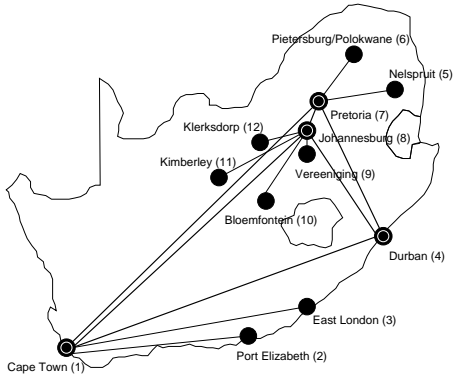 Pietersburg/Polokwane (6)
Nelspruit (5)
Pretoria (7)
Klerksdorp (12)
Johannesburg (8)
Kimberley (11)
Vereeniging (9)
Bloemfontein (10)
Durban (4)
East London (3)
Port Elizabeth (2)
Cape Town (1)